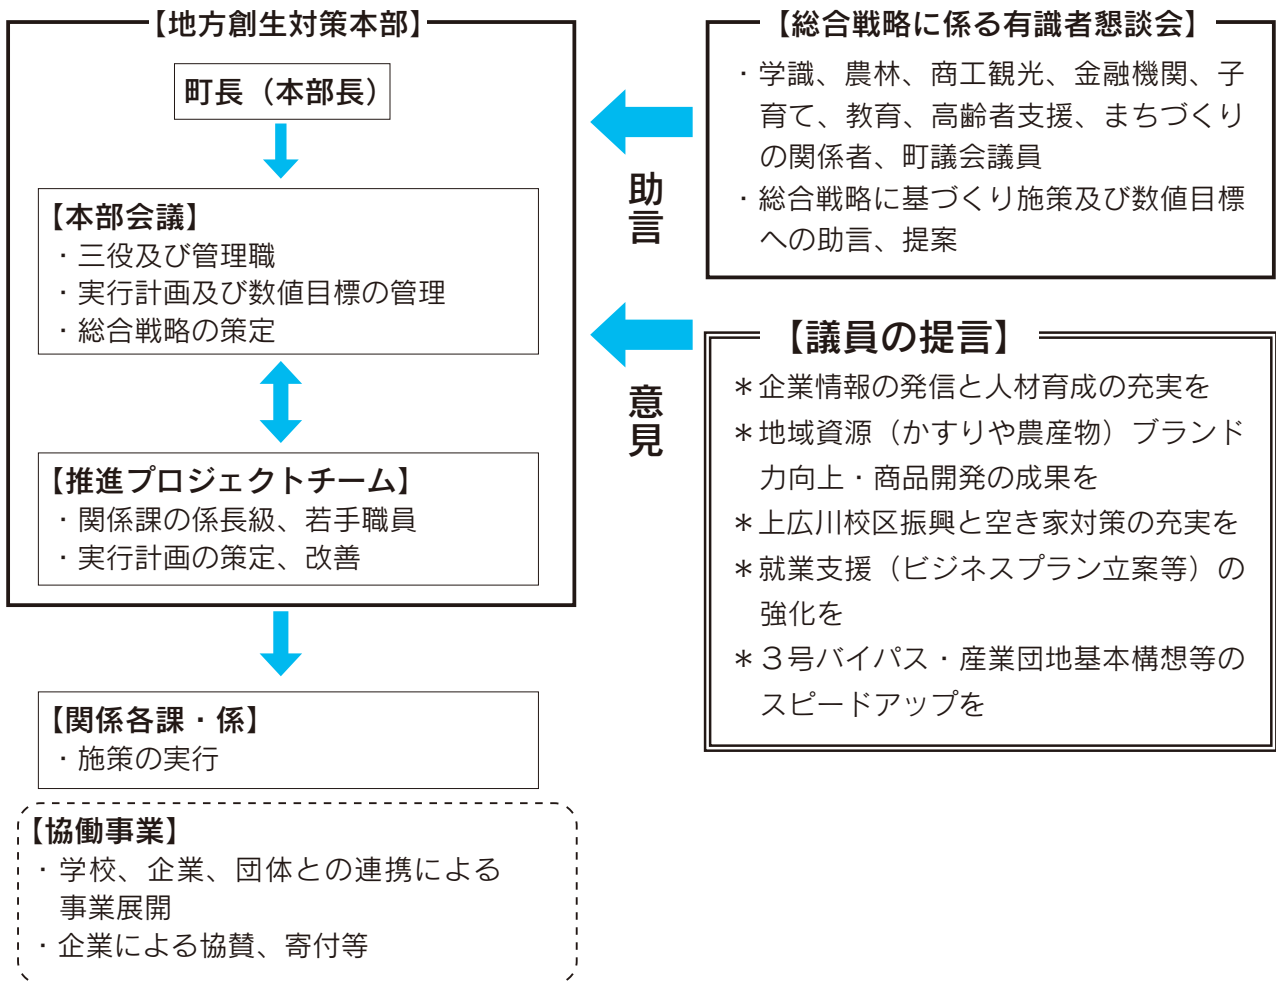 【地方創生対策本部】
町長（本部長）
【本部会議】
・三役及び管理職
・実行計画及び数値目標の管理
・総合戦略の策定
【推進プロジェクトチーム】
・関係課の係長級、若手職員
・実行計画の策定、改善
【関係各課・係】
・施策の実行
【協働事業】
・学校、企業、団体との連携による
事業展開
・企業による協賛、寄付等
助言
意見
【総合戦略に係る有識者懇談会】
・学識、農林、商工観光、金融機関、子
育て、教育、高齢者支援、まちづくり
の関係者、町議会議員
・総合戦略に基づくり施策及び数値目標
への助言、提案
【議員の提言】
＊企業情報の発信と人材育成の充実を
＊地域資源（かすりや農産物）ブランド
力向上・商品開発の成果を
＊上広川校区振興と空き家対策の充実を
＊就業支援（ビジネスプラン立案等）の
強化を
＊３号バイパス・産業団地基本構想等の
スピードアップを